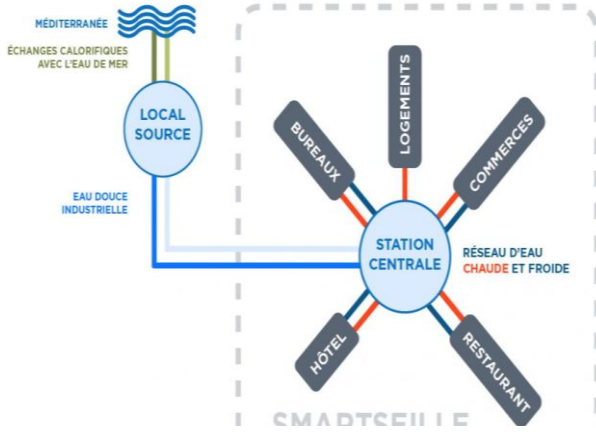 MÉDITERRANÉE
ÉCHANGES CALORIFIQUES
AVEC L'EAU DE MER
LOCAL
SOURCE
EAU DOUCE
INDUSTRIELLE
BUREAUX
LOGEMENTS
COMMERCES
STATION
CENTRALE
RÉSEAU D'EAU
CHAUDE ET FROIDE
HÔTEL
RESTAURANT
SMARTSEILLE